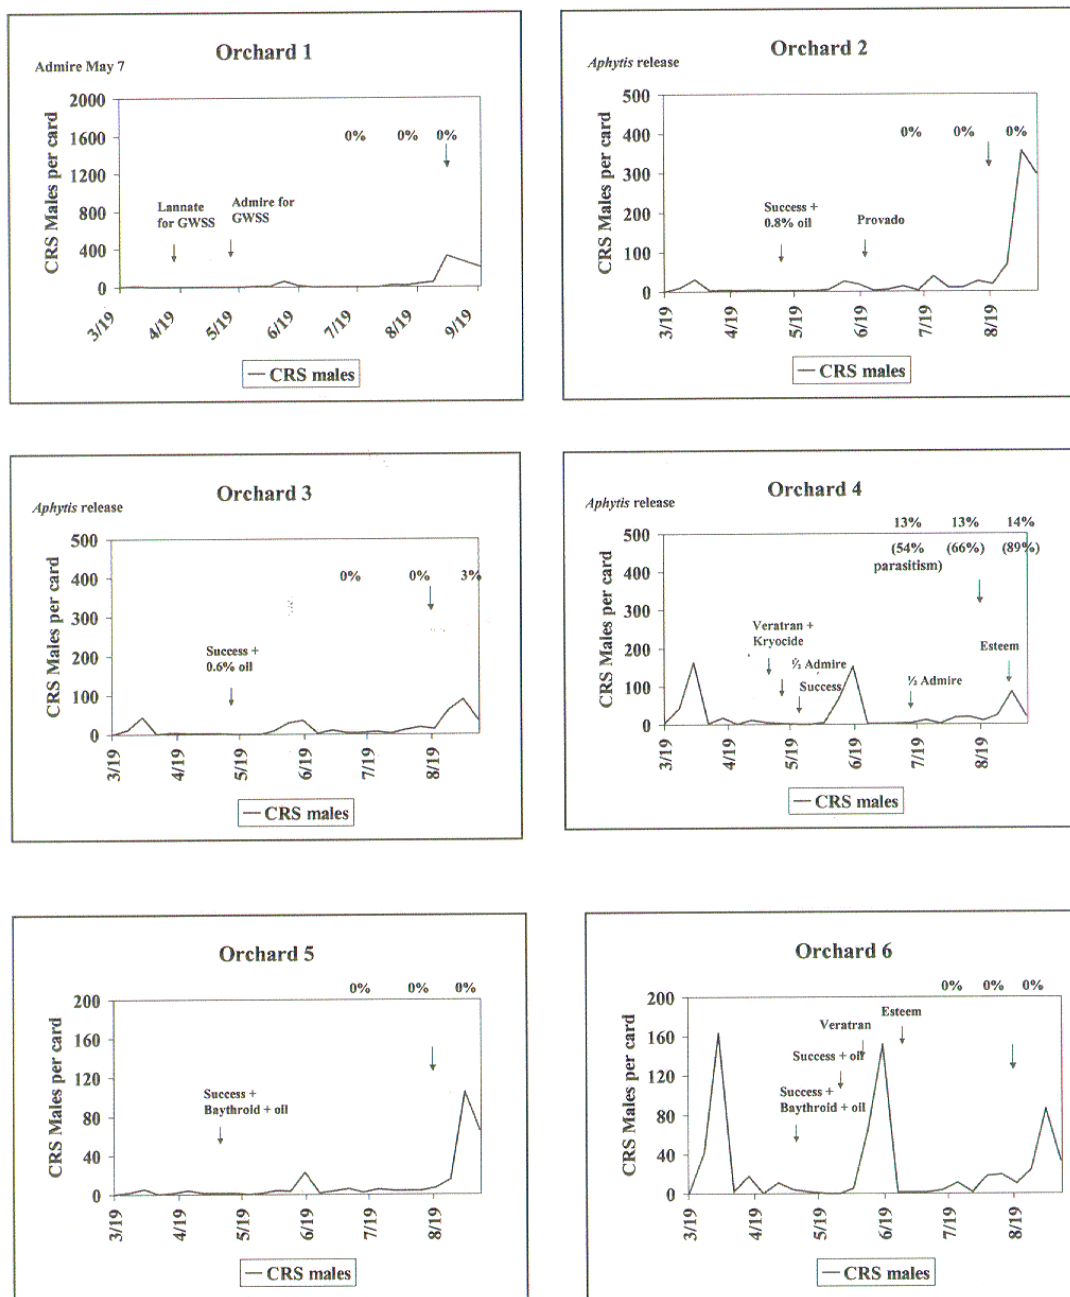 Orchard 1
Admire May 7
CRS Males per card
2000
1600
1200
800
400
0
0% 0% 0%
Lannate
for GWSS
Admire for
GWSS
3/19 4/19 5/19 6/19 7/19 8/19 9/19
CRS males
Orchard 2
Aphytis release
CRS Males per card
500
400
300
200
100
0
0% 0% 0%
Success +
0.8% oil
Provado
3/19 4/19 5/19 6/19 7/19 8/19
CRS males
Orchard 3
Aphytis release
CRS Males per card
500
400
300
200
100
0
0% 0% 3%
Success +
0.6% oil
3/19 4/19 5/19 6/19 7/19 8/19
CRS males
Orchard 4
Aphytis release
13% 13% 14%
(54% (66%) (89%)
parasitism)
CRS Males per card
500
400
300
200
100
0
Veratran +
Kryocide
Admire
Success
Admire
Esteem
3/19 4/19 5/19 6/19 7/19 8/19
CRS males
Orchard 5
0% 0% 0%
CRS Males per card
200
160
120
80
40
0
Success +
Baythroid + oil
3/19 4/19 5/19 6/19 7/19 8/19
CRS males
Orchard 6
0% 0% 0%
CRS Males per card
200
160
120
80
40
0
Esteem
Veratran
Success + oil
Success +
Baythroid + oil
3/19 4/19 5/19 6/19 7/19 8/19
CRS males